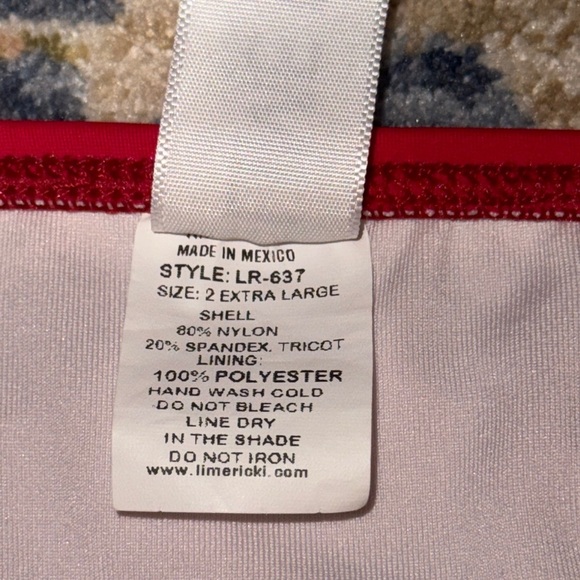 MADE IN MEXICO
STYLE: LR-637
SIZE: 2 EXTRA LARGE
SHELL
80% NYLON
20% SPANDEX, TRICOT
LINING:
100% POLYESTER
HAND WASH COLD
DO NOT BLEACH
LINE DRY
IN THE SHADE
DO NOT IRON
www.limericki.com